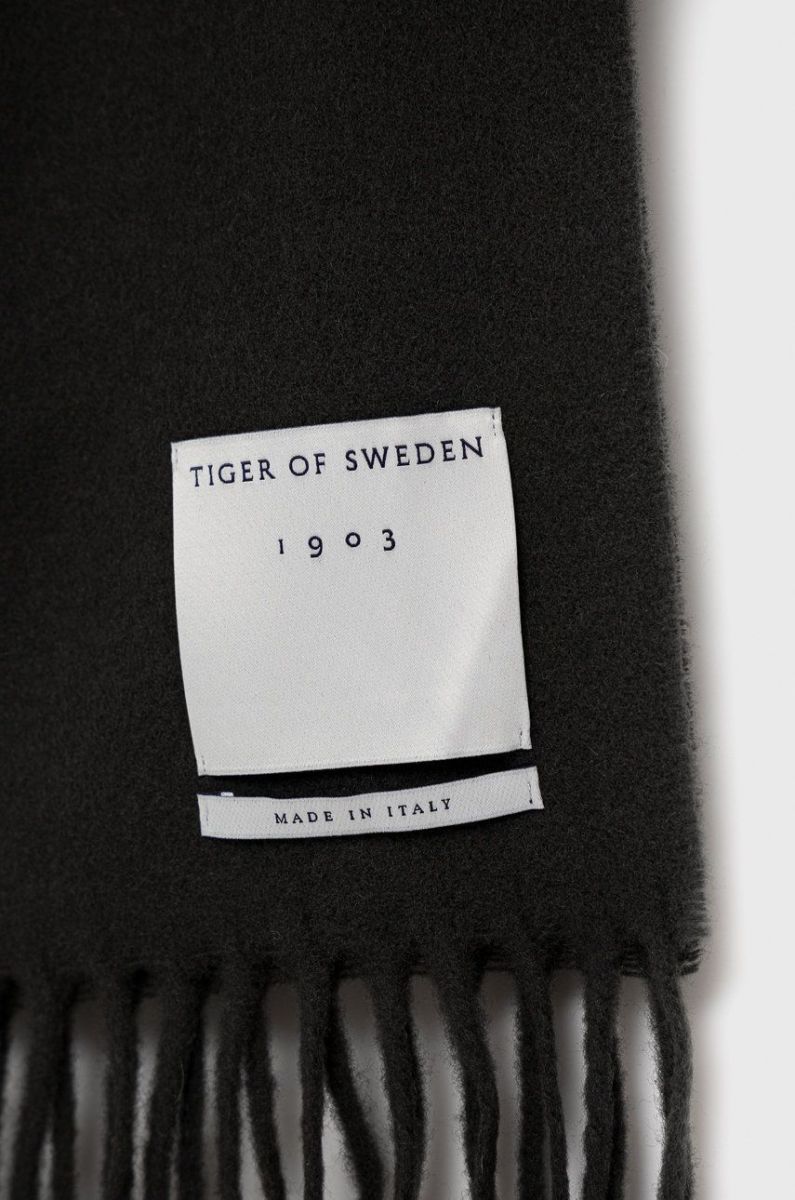 TIGER OF SWEDEN
1903
MADE IN ITALY